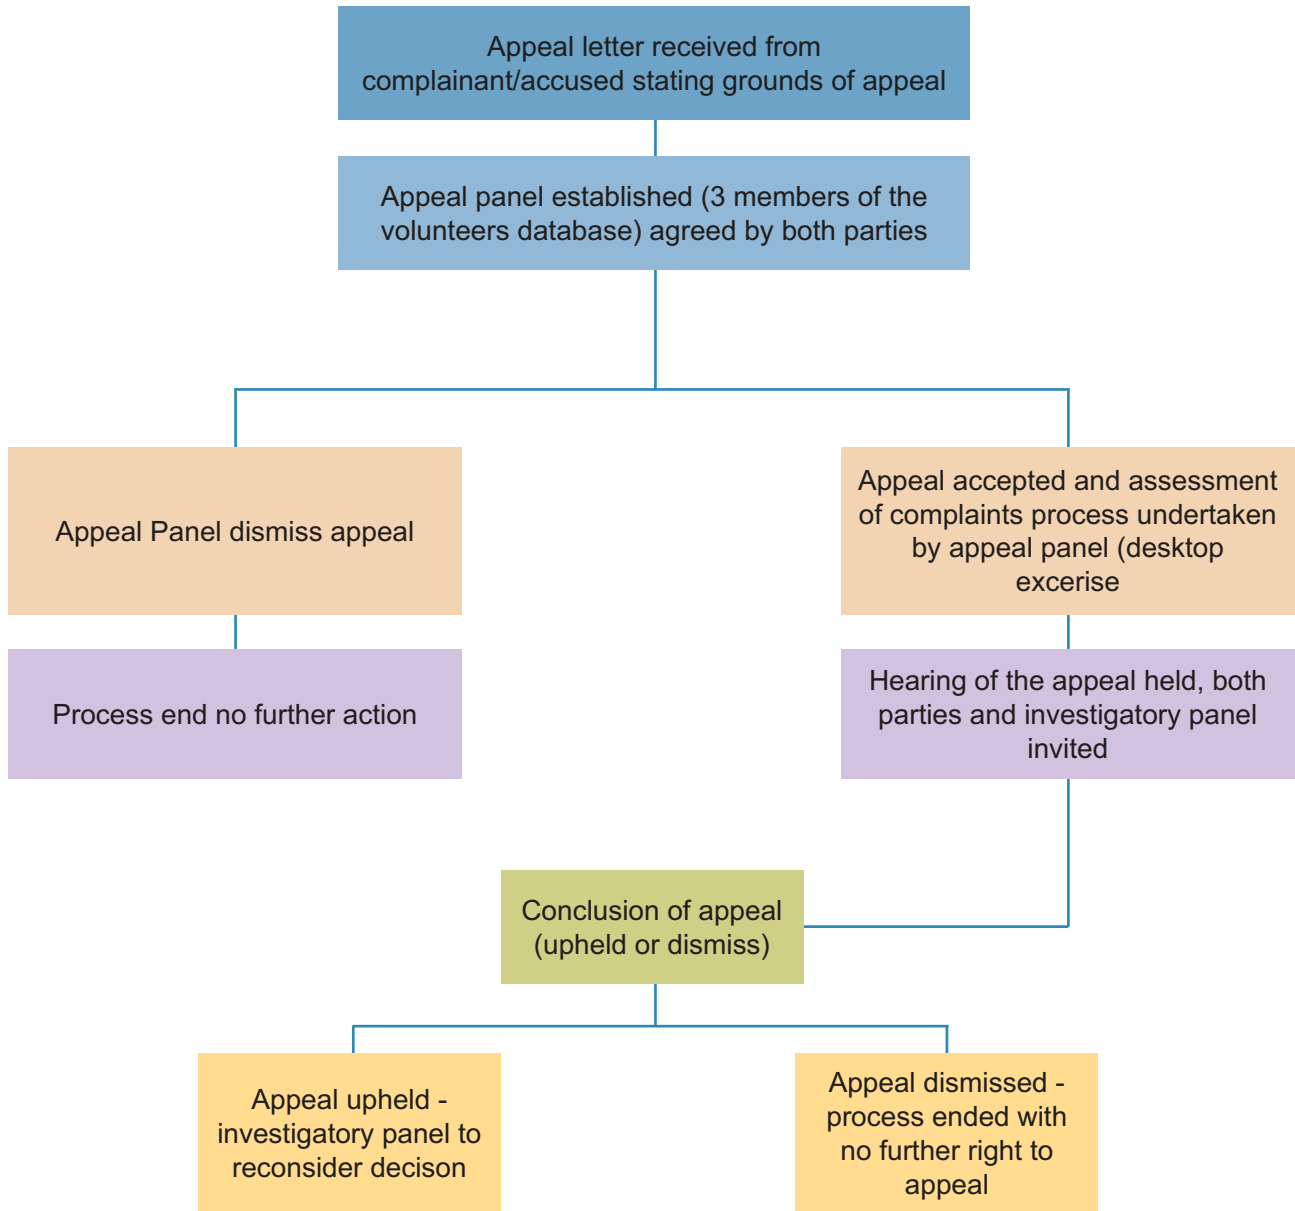 Appeal letter received from
complainant/accused stating grounds of appeal
Appeal panel established (3 members of the
volunteers database) agreed by both parties
Appeal Panel dismiss appeal
Appeal accepted and assessment
of complaints process undertaken
by appeal panel (desktop
excerise
Process end no further action
Hearing of the appeal held, both
parties and investigatory panel
invited
Conclusion of appeal
(upheld or dismiss)
Appeal upheld -
investigatory panel to
reconsider decison
Appeal dismissed -
process ended with
no further right to
appeal